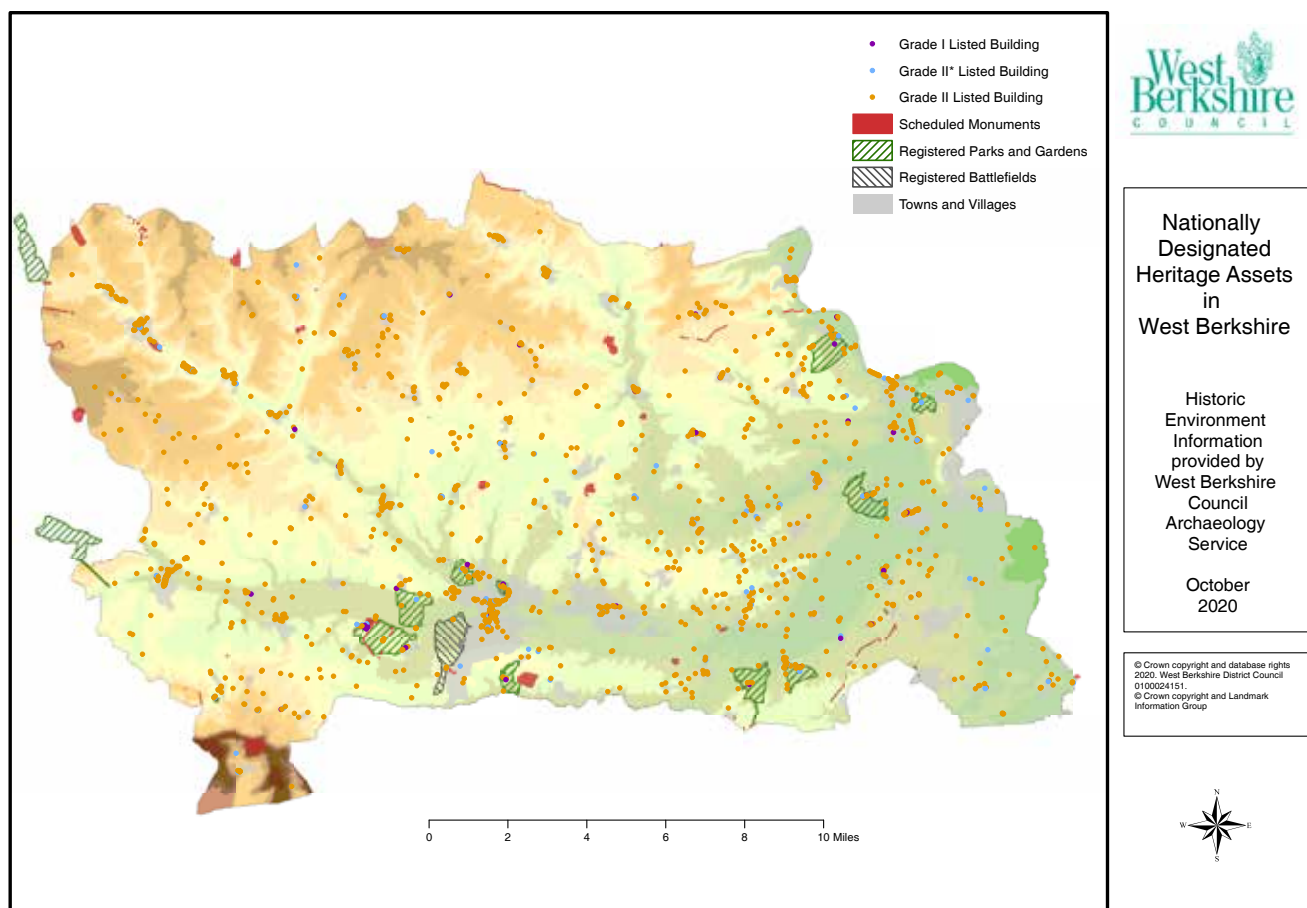 Grade I Listed Building
Grade II* Listed Building
Grade II Listed Building
Scheduled Monuments
Registered Parks and Gardens
Registered Battlefields
Towns and Villages
0 2 4 6 8 10 Miles
West
Berkshire
COUNCIL
Nationally
Designated
Heritage Assets
in
West Berkshire
Historic
Environment
Information
provided by
West Berkshire
Council
Archaeology
Service
October
2020
© Crown copyright and database rights
2020. West Berkshire District Council
0100024151.
© Crown copyright and Landmark
Information Group
N
W E
S